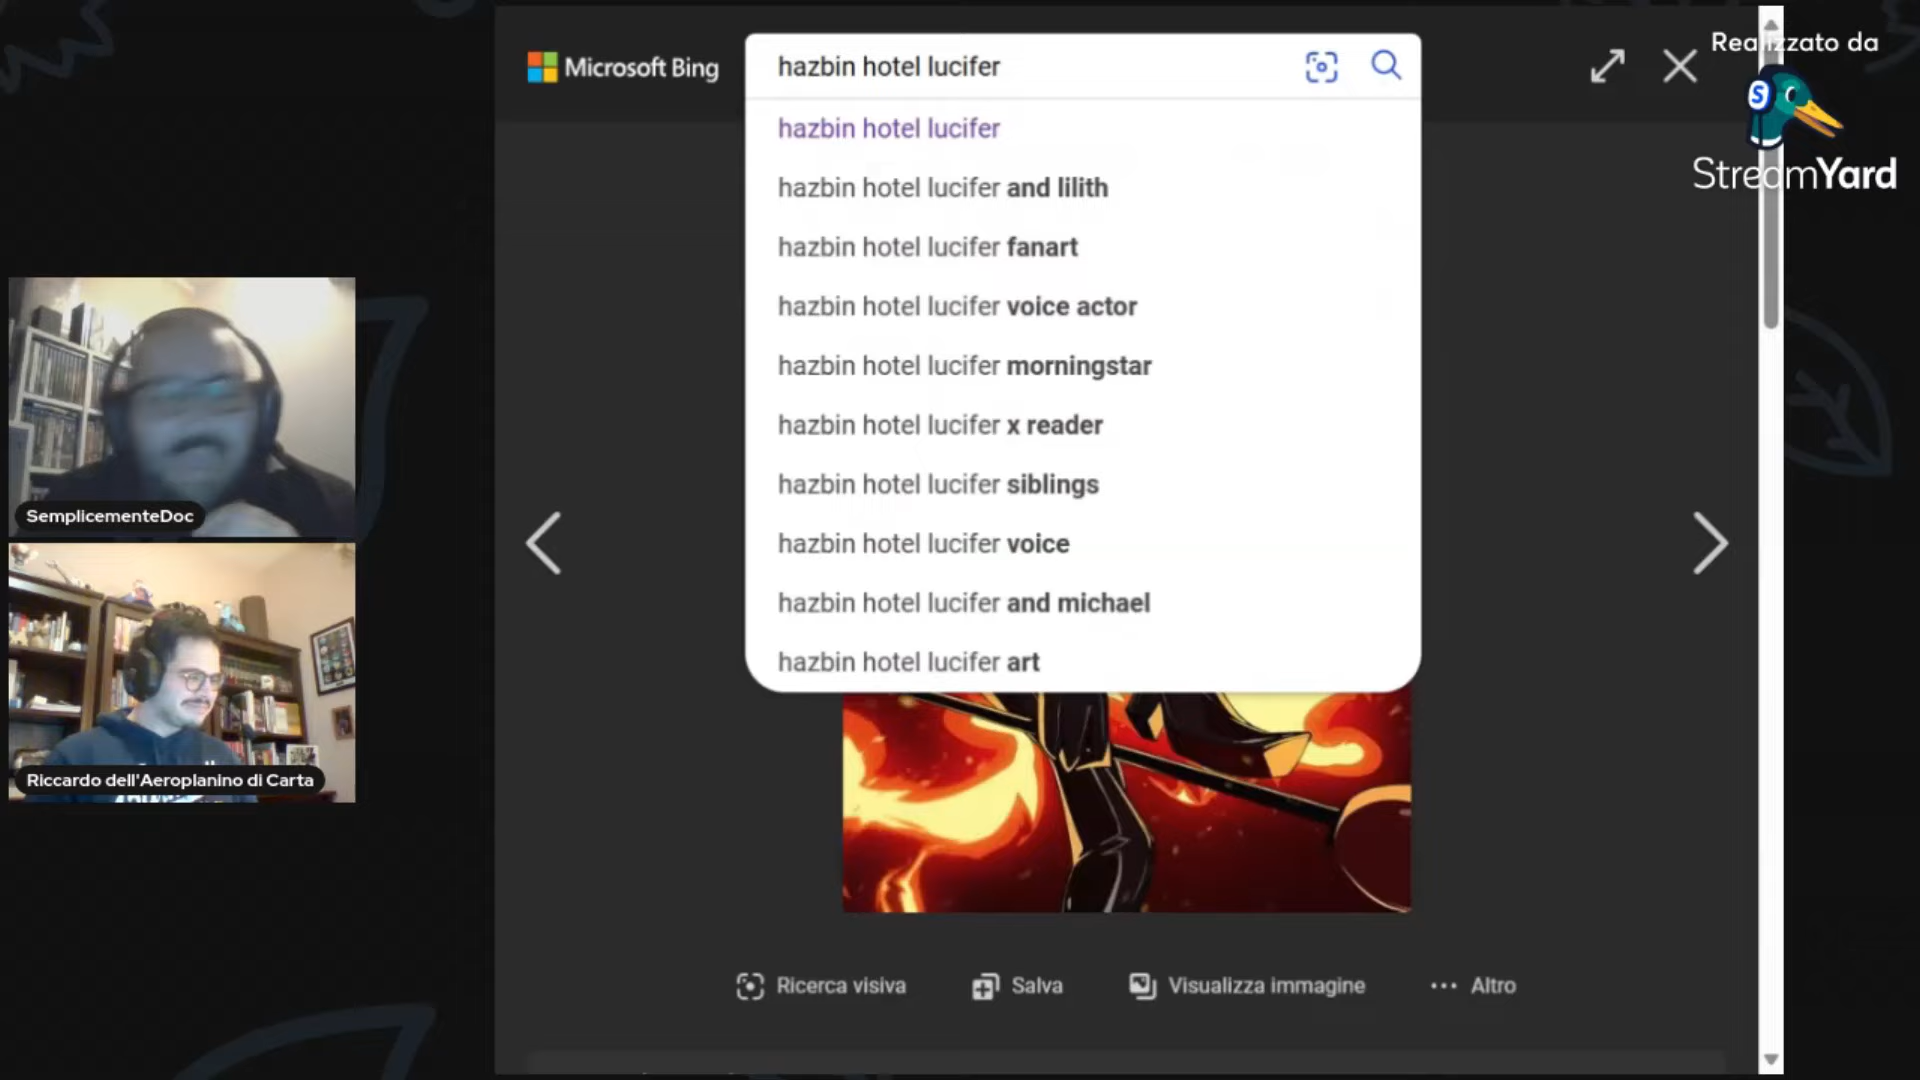 Microsoft Bing
hazbin hotel lucifer
hazbin hotel lucifer
hazbin hotel lucifer and lilith
hazbin hotel lucifer fanart
hazbin hotel lucifer voice actor
hazbin hotel lucifer morningstar
hazbin hotel lucifer x reader
hazbin hotel lucifer siblings
hazbin hotel lucifer voice
hazbin hotel lucifer and michael
hazbin hotel lucifer art
Realizzato da
S
StreamYard
SemplicementeDoc
Riccardo dell'Aeroplanino di Carta
Ricerca visiva
Salva
Visualizza immagine
Altro